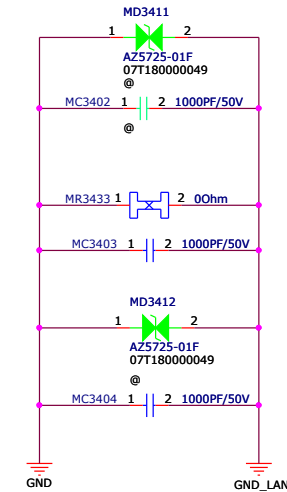 MD3411
1 2
AZ5725-01F
07T180000049
@
MC3402 1 2 1000PF/50V
@
MR3433 1 2 0Ohm
MC3403 1 2 1000PF/50V
MD3412
1 2
AZ5725-01F
07T180000049
@
MC3404 1 2 1000PF/50V
GND GND_LAN